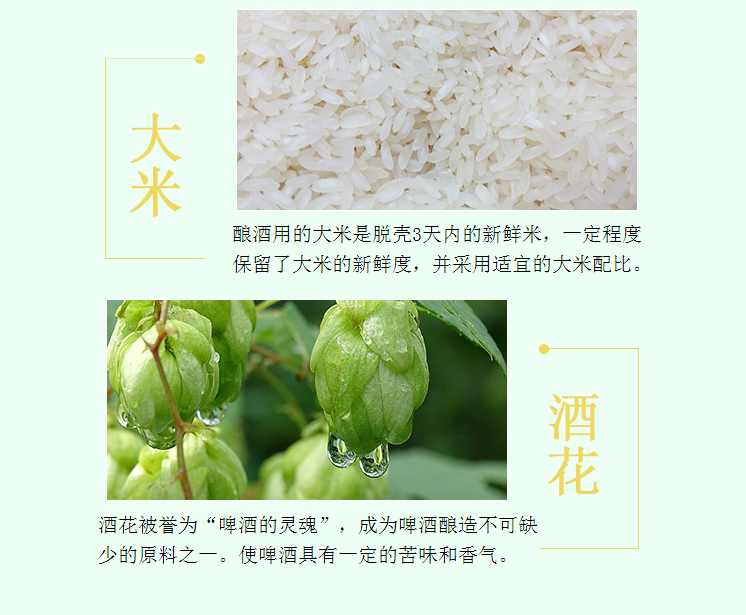 大米
酿酒用的大米是脱壳3天内的新鲜米，一定程度
保留了大米的新鲜度，并采用适宜的大米配比。
酒花
酒花被誉为“啤酒的灵魂”，成为啤酒酿造不可缺
少的原料之一。使啤酒具有一定的苦味和香气。